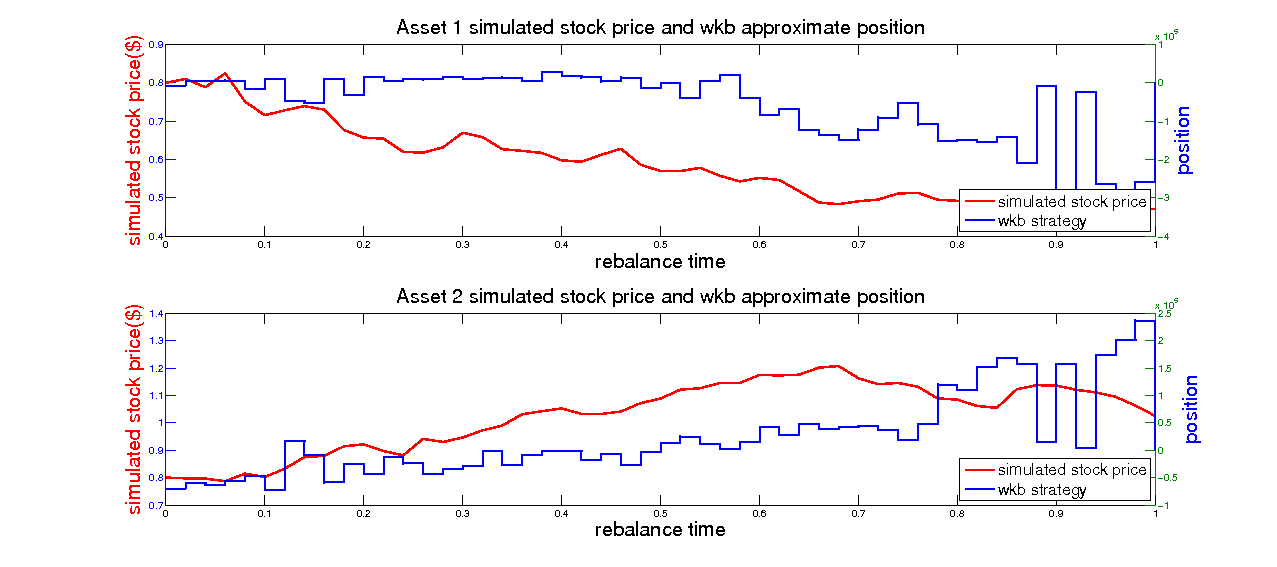 Asset 1 simulated stock price and wkb approximate position
x 10^5
0.9
0.8
0.7
0.6
0.5
0.4
simulated stock price($)
1
0
−1
−2
−3
−4
position
simulated stock price
wkb strategy
0 0.1 0.2 0.3 0.4 0.5 0.6 0.7 0.8 0.9 1
rebalance time
Asset 2 simulated stock price and wkb approximate position
x 10^5
1.4
1.3
1.2
1.1
1
0.9
0.8
0.7
simulated stock price($)
2.5
2
1.5
1
0.5
0
−0.5
−1
position
simulated stock price
wkb strategy
0 0.1 0.2 0.3 0.4 0.5 0.6 0.7 0.8 0.9 1
rebalance time